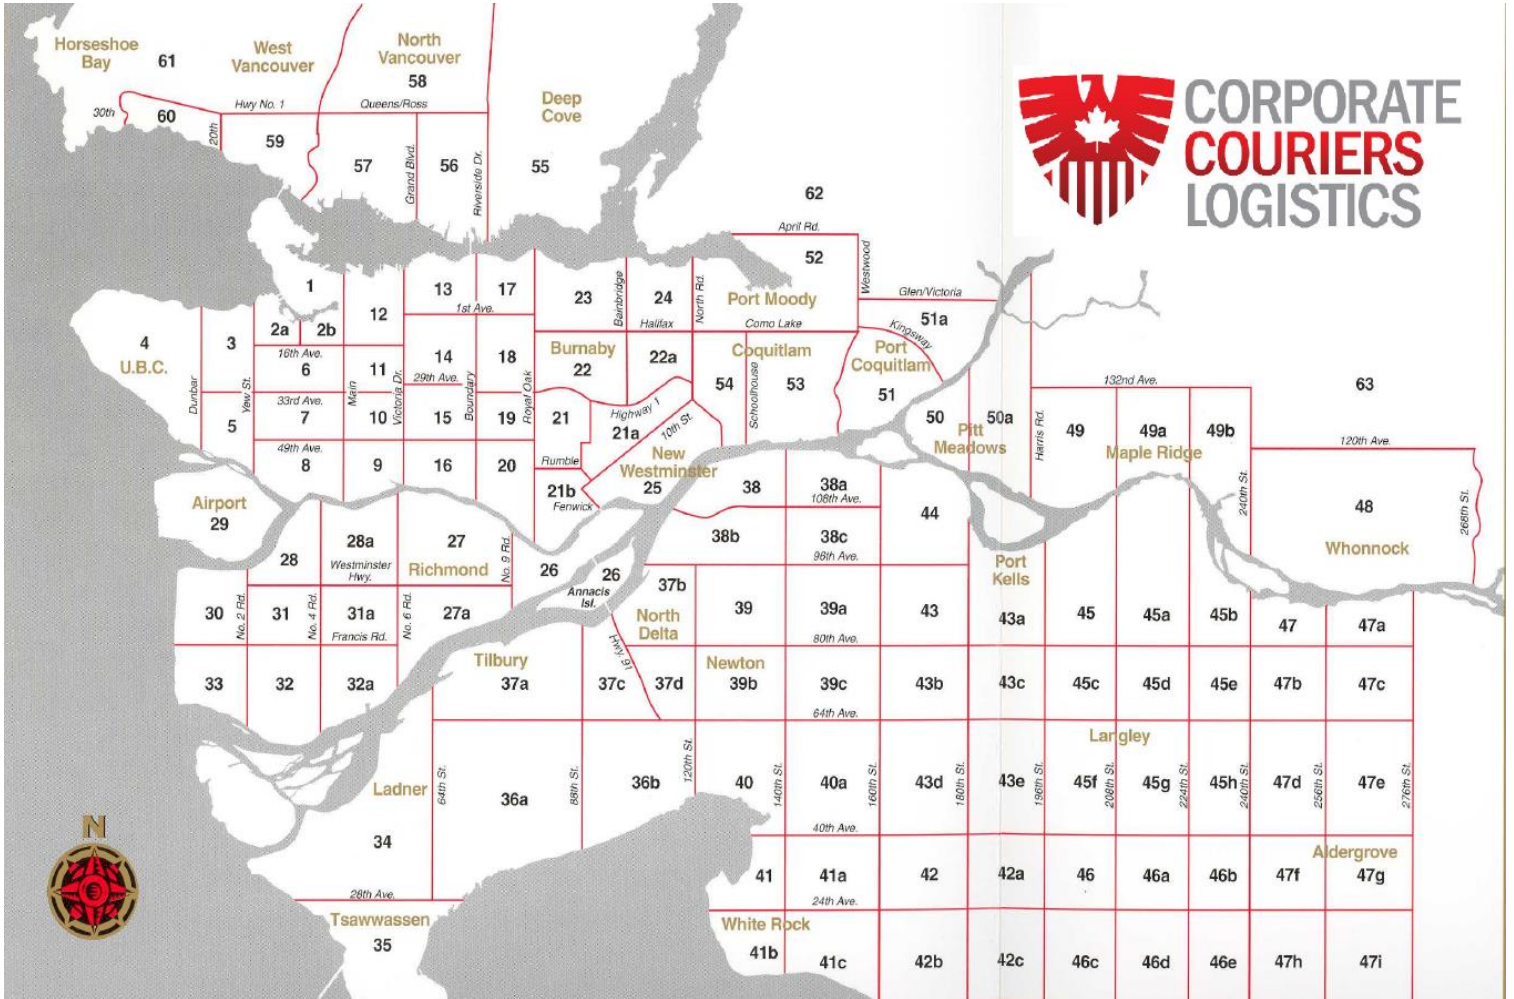 Horseshoe
Bay
61
West
Vancouver
North
Vancouver
58
Deep
Cove
CORPORATE
COURIERS
LOGISTICS
30th
60
20th
Hwy No. 1
59
Queens/Ross
57
Grand Blvd.
56
Riverside Dr.
55
62
April Rd.
52
Westwood
Port Moody
Glen/Victoria
51a
Kingsway
1
2a
2b
12
13
17
1st Ave.
23
Bainbridge
24
Halifax
North Rd.
Como Lake
4
U.B.C.
3
16th Ave.
6
11
14
29th Ave.
18
Burnaby
22
22a
Coquitlam
54
Schoolhouse
53
Port
Coquitlam
51
132nd Ave.
63
Dunbar
Yew St.
Main
Victoria Dr.
Boundary
Royal Oak
5
33rd Ave.
7
10
15
19
21
Highway 1
21a
10th St.
50
50a
Pitt
Meadows
Harris Rd.
49
49a
49b
Maple Ridge
120th Ave.
49th Ave.
8
9
16
20
Rumble
21b
Fenwick
New
Westminster
25
38
38a
108th Ave.
44
240th St.
48
268th St.
Whonnock
Airport
29
28
28a
Westminster
Hwy.
27
Richmond
No. 9 Rd.
26
26
Annacis
Isl.
38b
38c
96th Ave.
Port
Kells
30
No. 2 Rd.
31
No. 4 Rd.
31a
Francis Rd.
No. 6 Rd.
27a
37b
North
Delta
39
39a
80th Ave.
43
43a
45
45a
45b
47
47a
33
32
32a
Tilbury
37a
37c
Hwy. 91
37d
Newton
39b
39c
64th Ave.
43b
43c
45c
45d
45e
47b
47c
Langley
Ladner
64th St.
36a
88th St.
36b
120th St.
40
140th St.
40a
160th St.
43d
180th St.
43e
196th St.
45f
208th St.
45g
224th St.
45h
240th St.
47d
256th St.
47e
276th St.
40th Ave.
N
34
28th Ave.
41
41a
24th Ave.
42
42a
46
46a
46b
47f
Aldergrove
47g
Tsawwassen
35
White Rock
41b
41c
42b
42c
46c
46d
46e
47h
47i